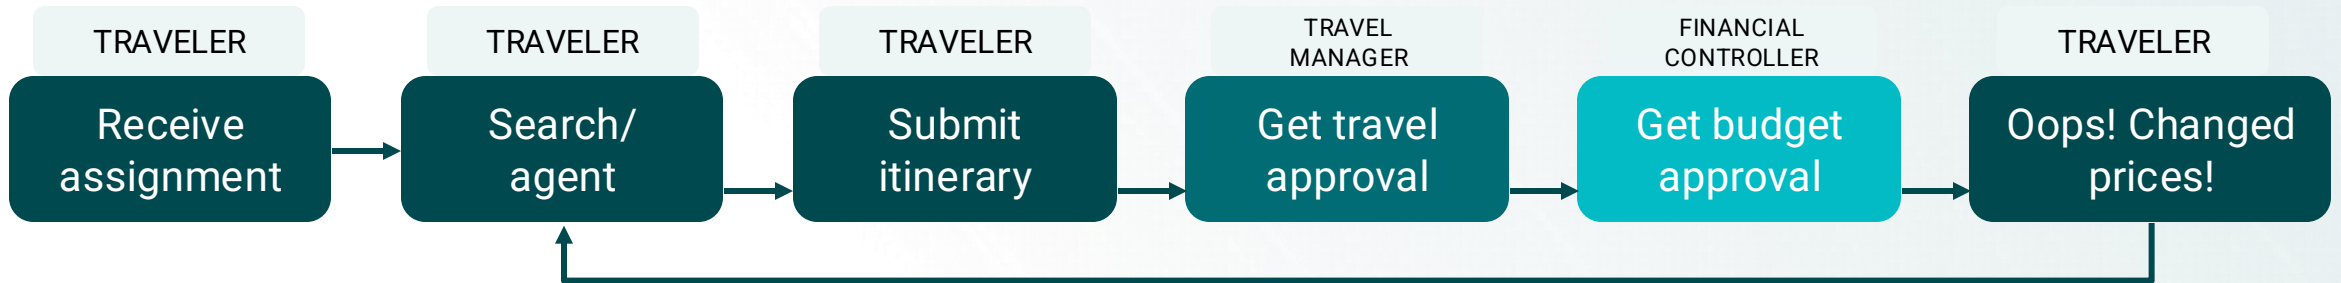 TRAVELER
Receive
assignment
TRAVELER
Search/
agent
TRAVELER
Submit
itinerary
TRAVEL
MANAGER
Get travel
approval
FINANCIAL
CONTROLLER
Get budget
approval
TRAVELER
Oops! Changed
prices!